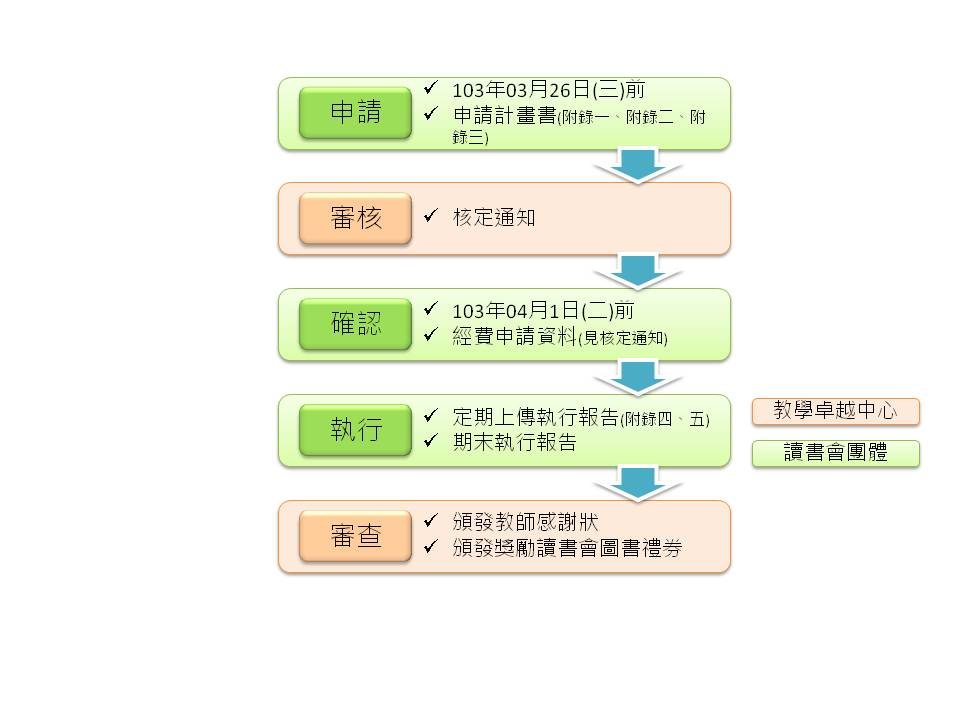 申請
103年03月26日(三)前
申請計畫書(附錄一、附錄二、附
錄三)
審核
核定通知
確認
103年04月1日(二)前
經費申請資料(見核定通知)
執行
定期上傳執行報告(附錄四、五)
期末執行報告
教學卓越中心
讀書會團體
審查
頒發教師感謝狀
頒發獎勵讀書會圖書禮券